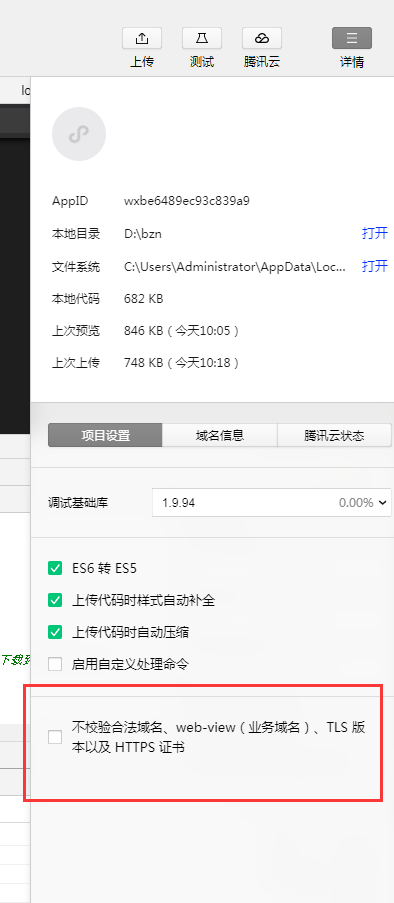 上传 测试 腾讯云 详情
AppID wxbe6489ec93c839a9
本地目录 D:\bzn 打开
文件系统 C:\Users\Administrator\AppData\Loc... 打开
本地代码 682 KB
上次预览 846 KB（今天10:05）
上次上传 748 KB（今天10:18）
项目设置 域名信息 腾讯云状态
调试基础库 1.9.94 0.00%
ES6 转 ES5
上传代码时样式自动补全
上传代码时自动压缩
启用自定义处理命令
下载到
不校验合法域名、web-view（业务域名）、TLS 版
本以及 HTTPS 证书